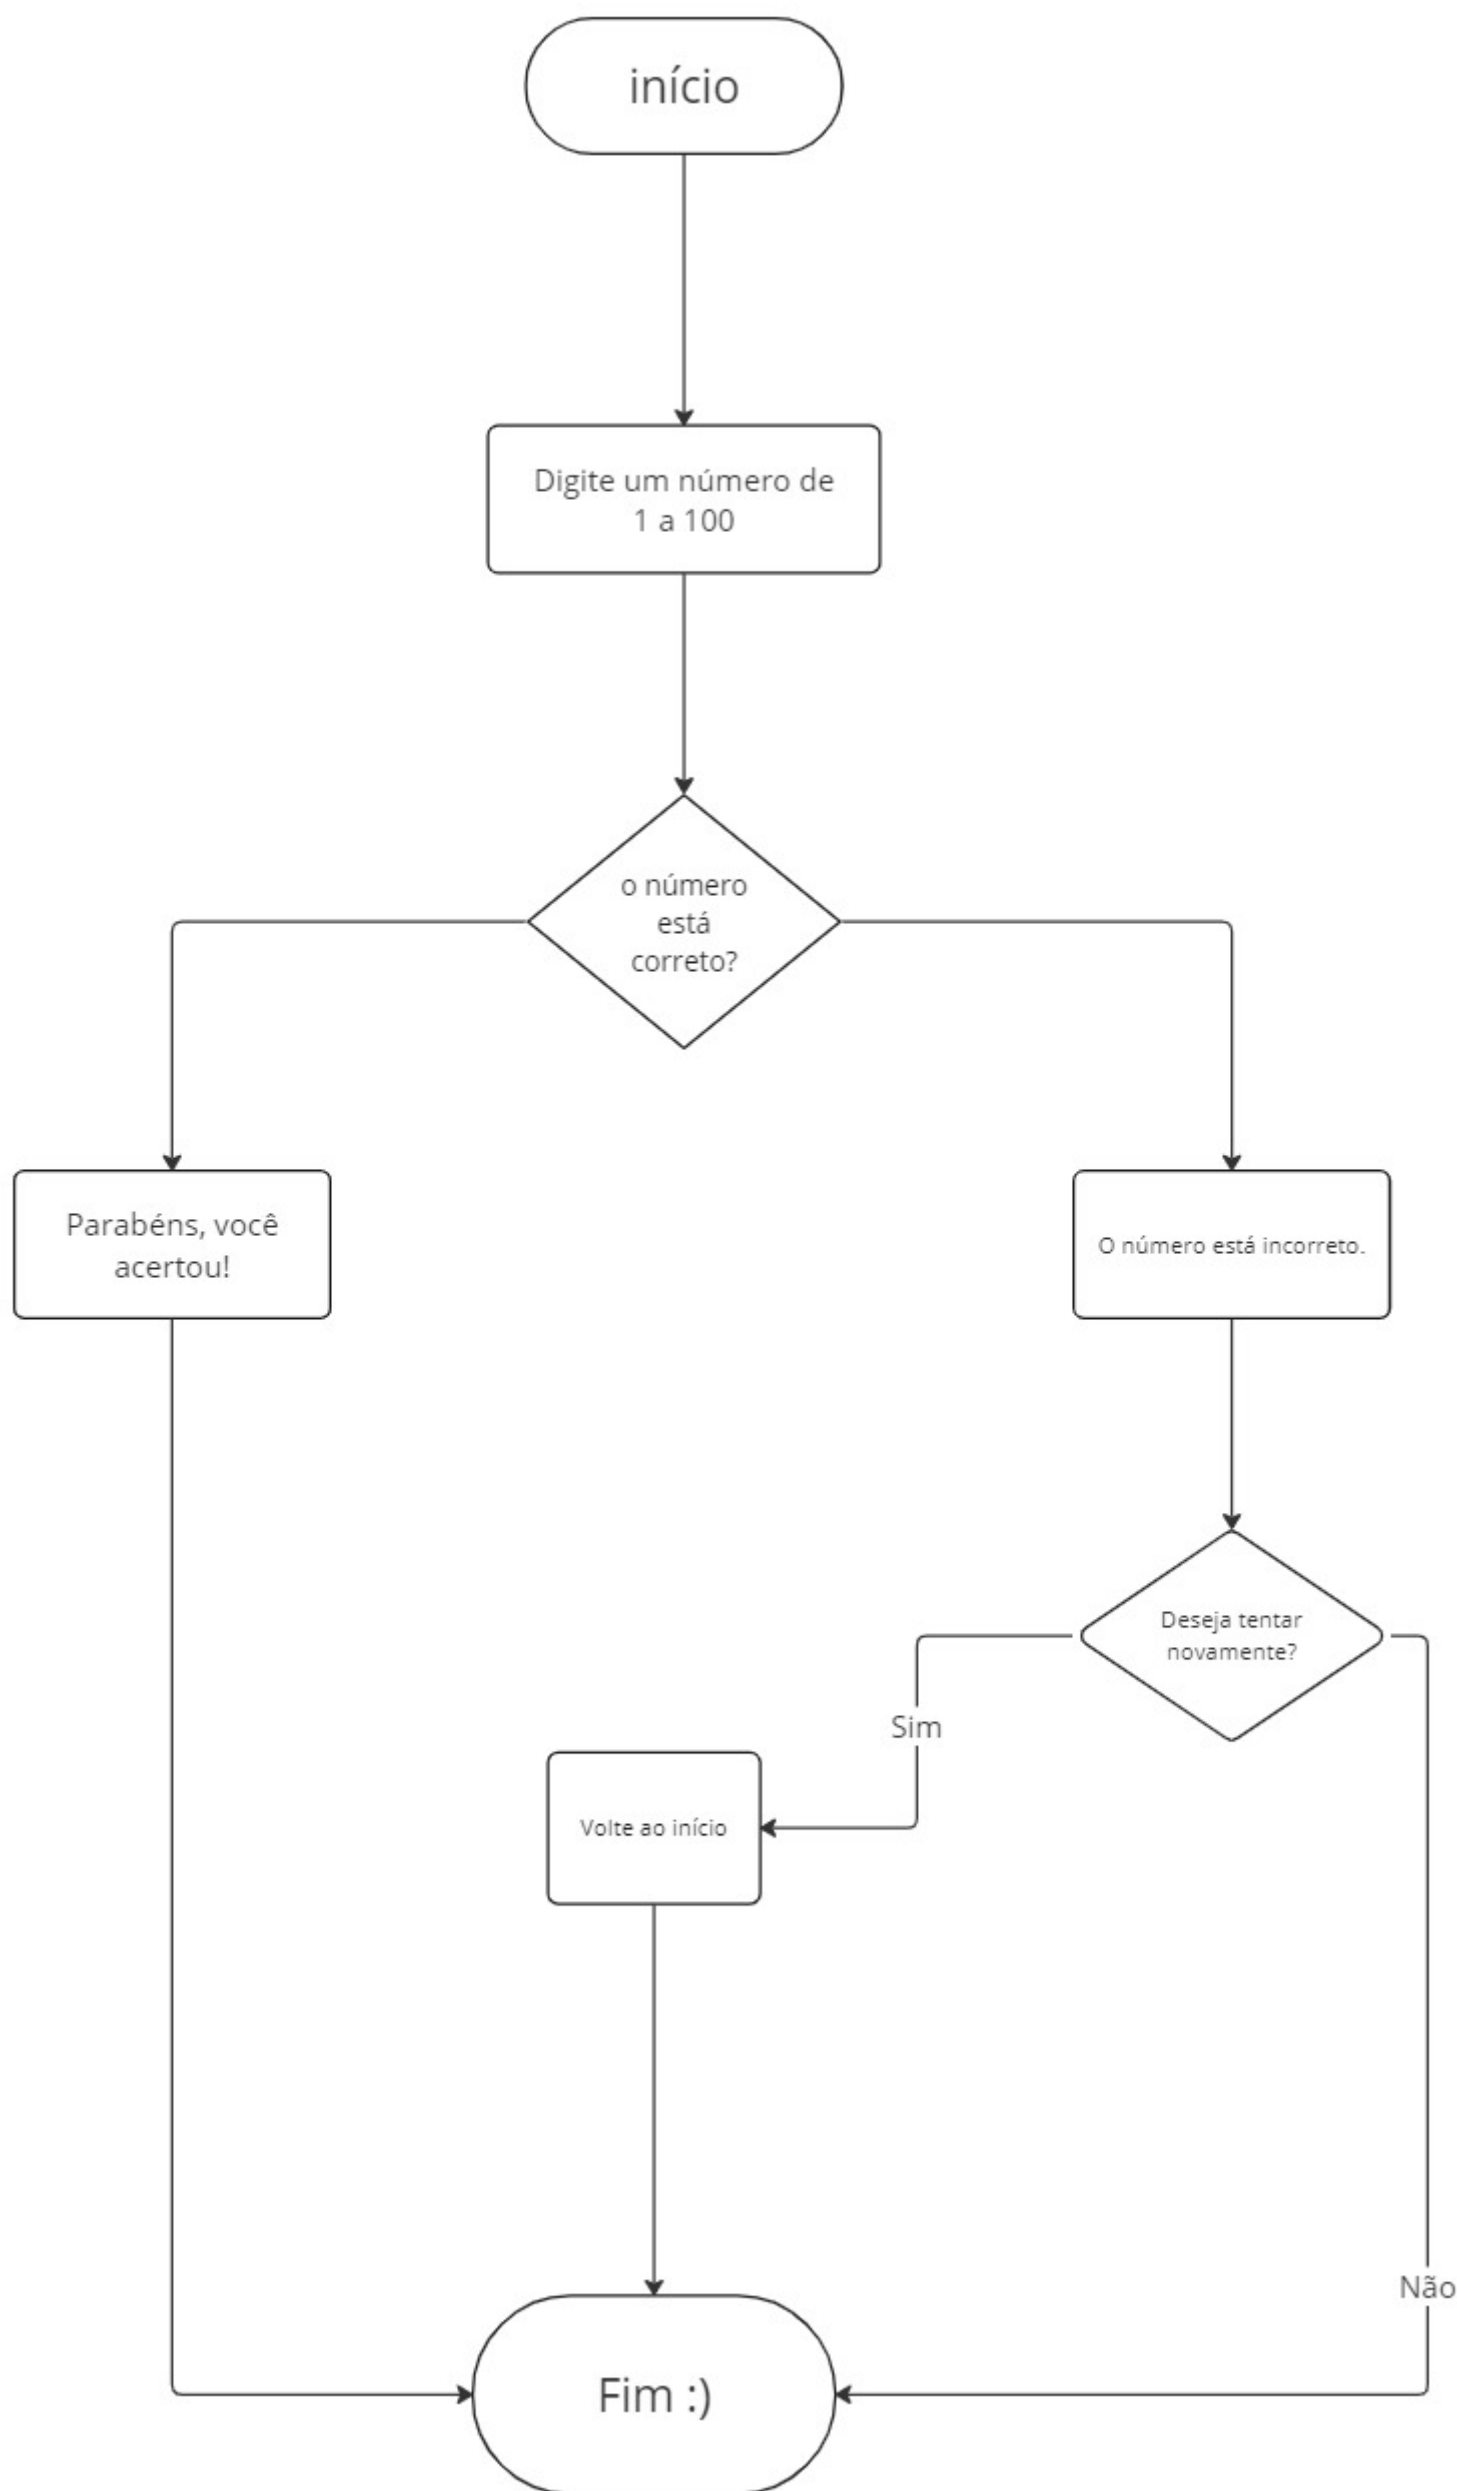 início
Digite um número de
1 a 100
o número
está
correto?
Parabéns, você
acertou!
O número está incorreto.
Deseja tentar
novamente?
Sim
Volte ao início
Não
Fim :)